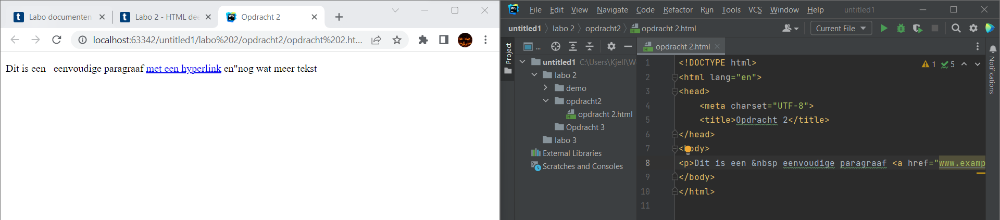 Labo documenten
Labo 2 - HTML dee
Opdracht 2
localhost:63342/untitled1/labo%202/opdracht2/opdracht%202.ht...
Dit is een   eenvoudige paragraaf met een hyperlink en"nog wat meer tekst
WS File Edit View Navigate Code Refactor Run Tools VCS Window Help untitled1
untitled1 labo 2 opdracht2 opdracht 2.html Current File
Project
...
opdracht 2.html
untitled1 C:\Users\Kjell\W
labo 2
demo
opdracht2
opdracht 2.html
Opdracht 3
labo 3
External Libraries
Scratches and Consoles
1 <!DOCTYPE html>
2 <html lang="en">
3 <head>
4 <meta charset="UTF-8">
5 <title>Opdracht 2</title>
6 </head>
7 <body>
8 <p>Dit is een &nbsp eenvoudige paragraaf <a href="www.examp
9 </body>
10 </html>
11
1 5
Notifications